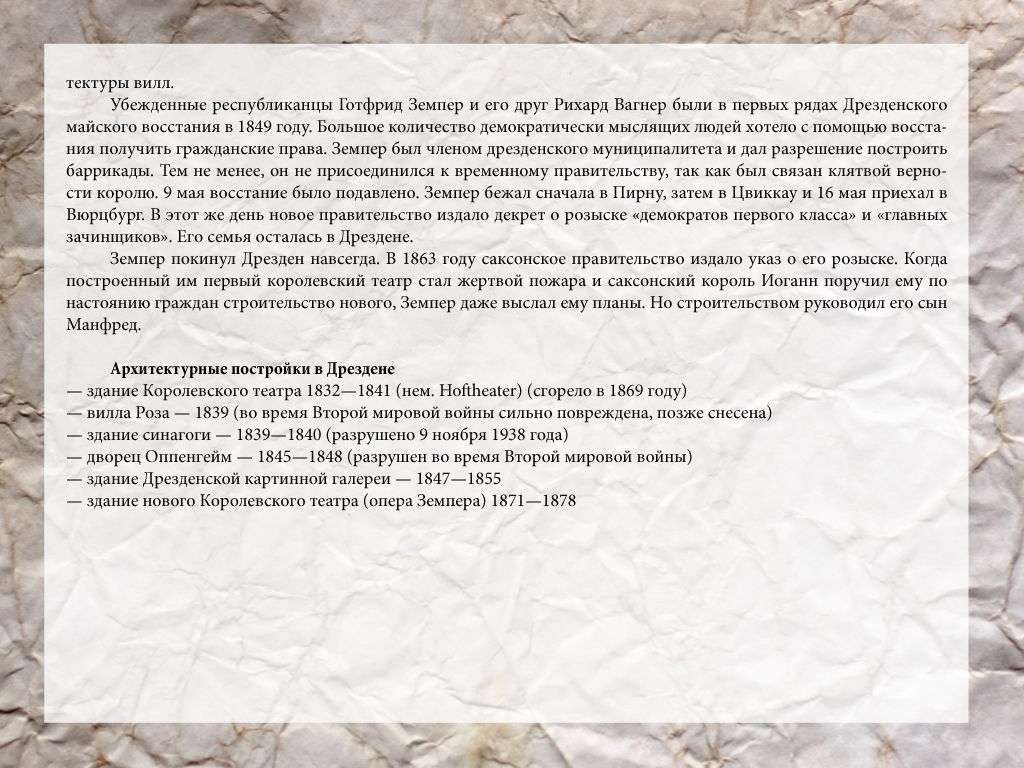 тектуры вилл.
Убежденные республиканцы Готфрид Земпер и его друг Рихард Вагнер были в первых рядах Дрезденского
майского восстания в 1849 году. Большое количество демократически мыслящих людей хотело с помощью восста-
ния получить гражданские права. Земпер был членом дрезденского муниципалитета и дал разрешение построить
баррикады. Тем не менее, он не присоединился к временному правительству, так как был связан клятвой верно-
сти королю. 9 мая восстание было подавлено. Земпер бежал сначала в Пирну, затем в Цвиккау и 16 мая приехал в
Вюрцбург. В этот же день новое правительство издало декрет о розыске «демократов первого класса» и «главных
зачинщиков». Его семья осталась в Дрездене.
Земпер покинул Дрезден навсегда. В 1863 году саксонское правительство издало указ о его розыске. Когда
построенный им первый королевский театр стал жертвой пожара и саксонский король Иоганн поручил ему по
настоянию граждан строительство нового, Земпер даже выслал ему планы. Но строительством руководил его сын
Манфред.
Архитектурные постройки в Дрездене
— здание Королевского театра 1832—1841 (нем. Hoftheater) (сгорело в 1869 году)
— вилла Роза — 1839 (во время Второй мировой войны сильно повреждена, позже снесена)
— здание синагоги — 1839—1840 (разрушено 9 ноября 1938 года)
— дворец Оппенгейм — 1845—1848 (разрушен во время Второй мировой войны)
— здание Дрезденской картинной галереи — 1847—1855
— здание нового Королевского театра (опера Земпера) 1871—1878